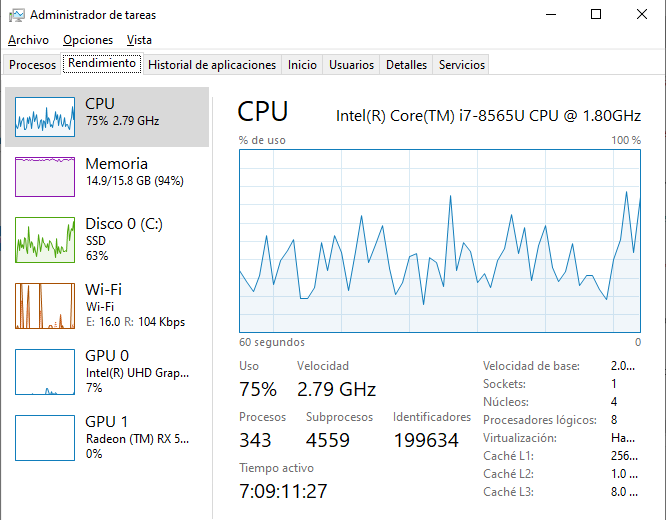 Administrador de tareas
Archivo Opciones Vista
Procesos Rendimiento Historial de aplicaciones Inicio Usuarios Detalles Servicios
CPU
75% 2.79 GHz
Memoria
14.9/15.8 GB (94%)
Disco 0 (C:)
SSD
63%
Wi-Fi
Wi-Fi
E: 16.0 R: 104 Kbps
GPU 0
Intel(R) UHD Grap...
7%
GPU 1
Radeon (TM) RX 5...
0%
CPU Intel(R) Core(TM) i7-8565U CPU @ 1.80GHz
% de uso 100 %
60 segundos 0
Uso Velocidad
75% 2.79 GHz
Procesos Subprocesos Identificadores
343 4559 199634
Tiempo activo
7:09:11:27
Velocidad de base: 2.0...
Sockets: 1
Núcleos: 4
Procesadores lógicos: 8
Virtualización: Ha...
Caché L1: 256...
Caché L2: 1.0 ...
Caché L3: 8.0 ...